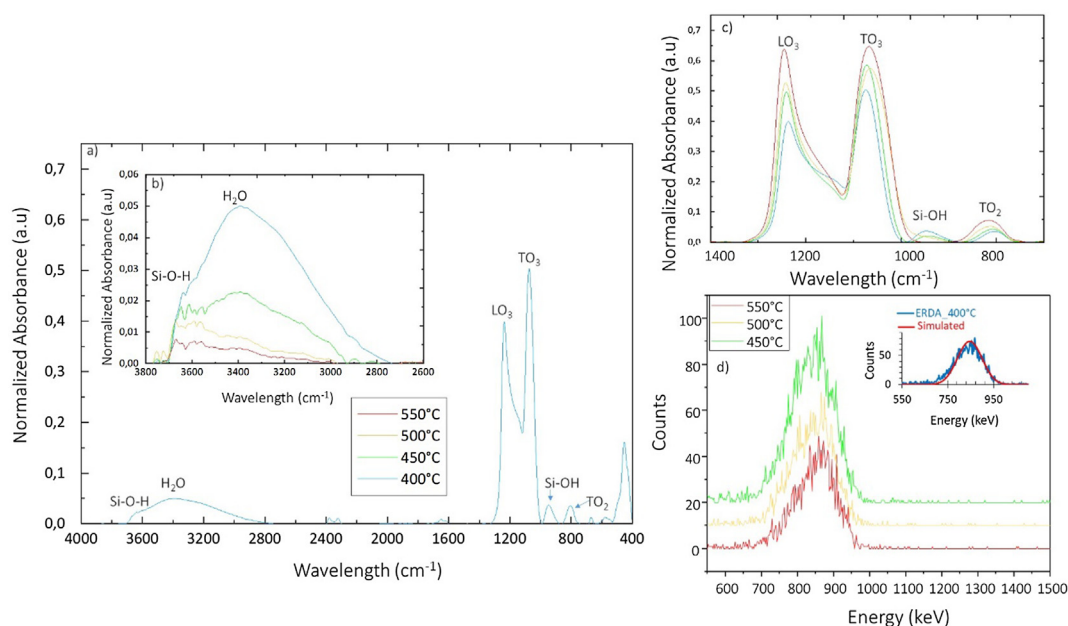 a)
Normalized Absorbance (a.u)
0,7
0,6
0,5
0,4
0,3
0,2
0,1
0,0
4000 3600 3200 2800 2400 2000 1600 1200 800 400
Wavelength (cm⁻¹)
Si-O-H
H₂O
LO₃
TO₃
Si-OH
TO₂
550°C
500°C
450°C
400°C
b)
Normalized Absorbance (a.u)
0,06
0,05
0,04
0,03
0,02
0,01
0,00
3800 3600 3400 3200 3000 2800 2600
Wavelength (cm⁻¹)
Si-O-H
H₂O
c)
Normalized Absorbance (a.u)
0,7
0,6
0,5
0,4
0,3
0,2
0,1
0,0
1400 1200 1000 800
Wavelength (cm⁻¹)
LO₃
TO₃
Si-OH
TO₂
d)
550°C
500°C
450°C
Counts
100
80
60
40
20
0
600 700 800 900 1000 1100 1200 1300 1400 1500
Energy (keV)
ERDA_400°C
Simulated
Counts
50
0
550 750 950
Energy (keV)